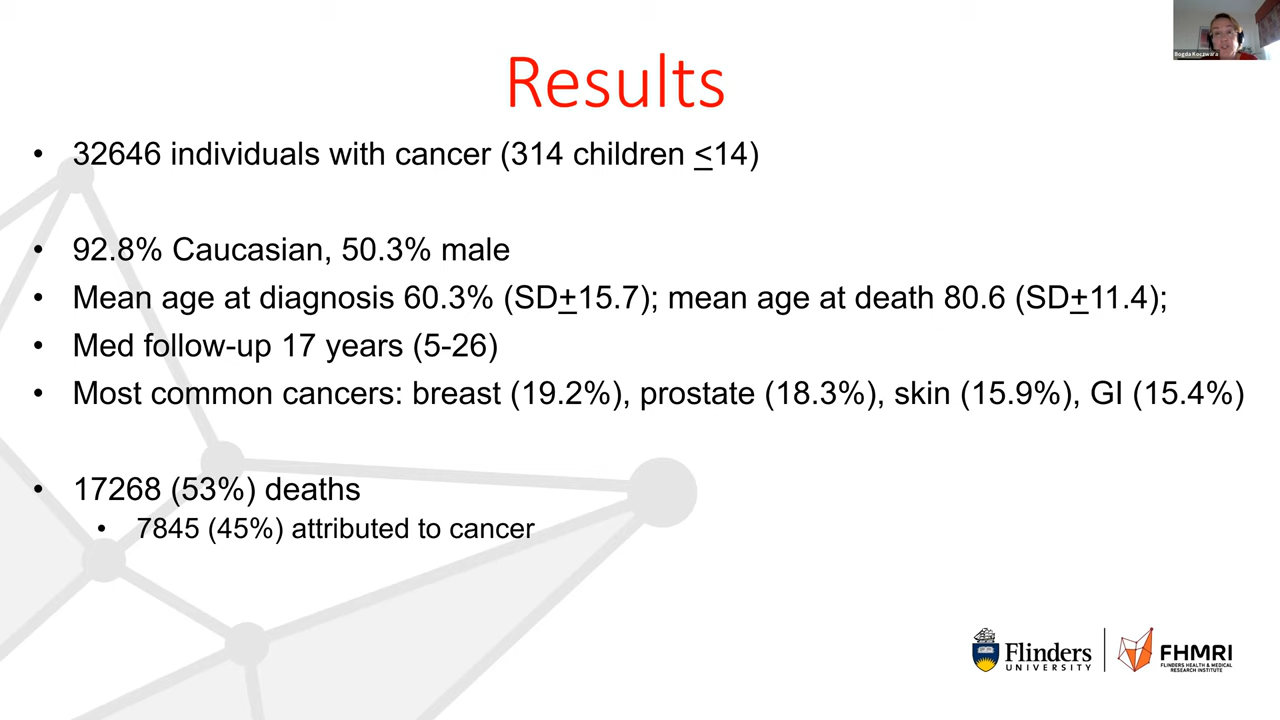 Bogda Koczwara
Results
• 32646 individuals with cancer (314 children <14)
• 92.8% Caucasian, 50.3% male
• Mean age at diagnosis 60.3% (SD+15.7); mean age at death 80.6 (SD+11.4);
• Med follow-up 17 years (5-26)
• Most common cancers: breast (19.2%), prostate (18.3%), skin (15.9%), GI (15.4%)
• 17268 (53%) deaths
• 7845 (45%) attributed to cancer
Flinders
UNIVERSITY
FHMRI
FLINDERS HEALTH & MEDICAL
RESEARCH INSTITUTE